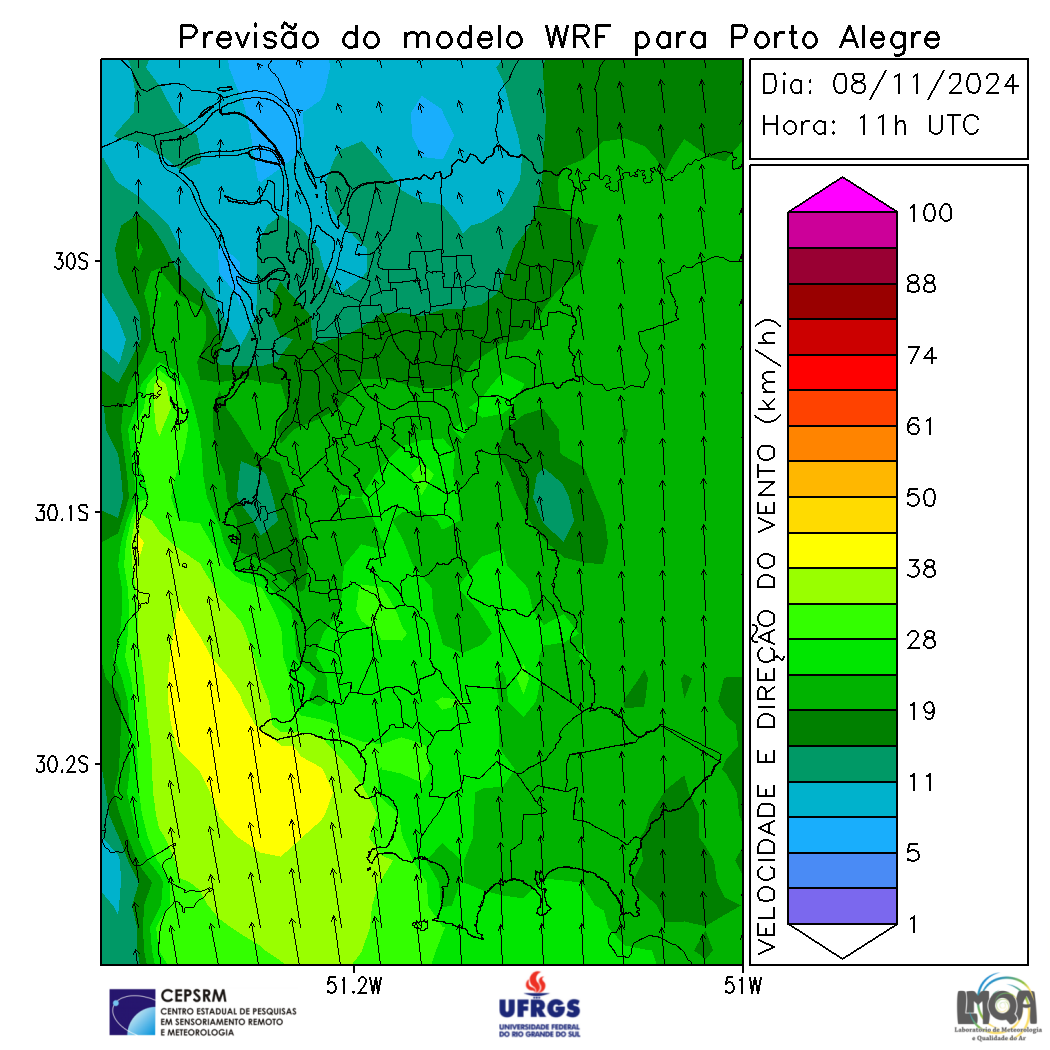 Previsão do modelo WRF para Porto Alegre
Dia: 08/11/2024
Hora: 11h UTC
30S
30.1S
30.2S
51.2W
51W
VELOCIDADE E DIREÇÃO DO VENTO (km/h)
100
88
74
61
50
38
28
19
11
5
1
CEPSRM
CENTRO ESTADUAL DE PESQUISAS
EM SENSORIAMENTO REMOTO
E METEOROLOGIA
UFRGS
UNIVERSIDADE FEDERAL
DO RIO GRANDE DO SUL
LMQA
Laboratório de Meteorologia
e Qualidade do Ar